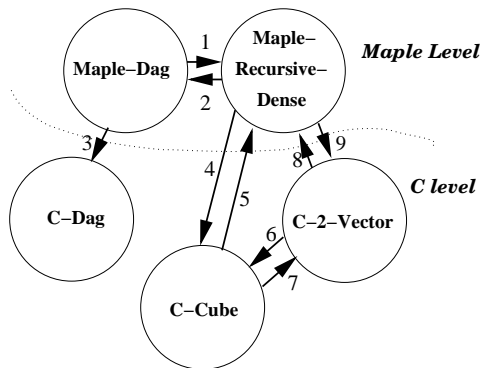 1
Maple–Dag
2
Maple–
Recursive–
Dense
Maple Level
3
4
5
8
9
C level
C–Dag
C–2–Vector
6
7
C–Cube